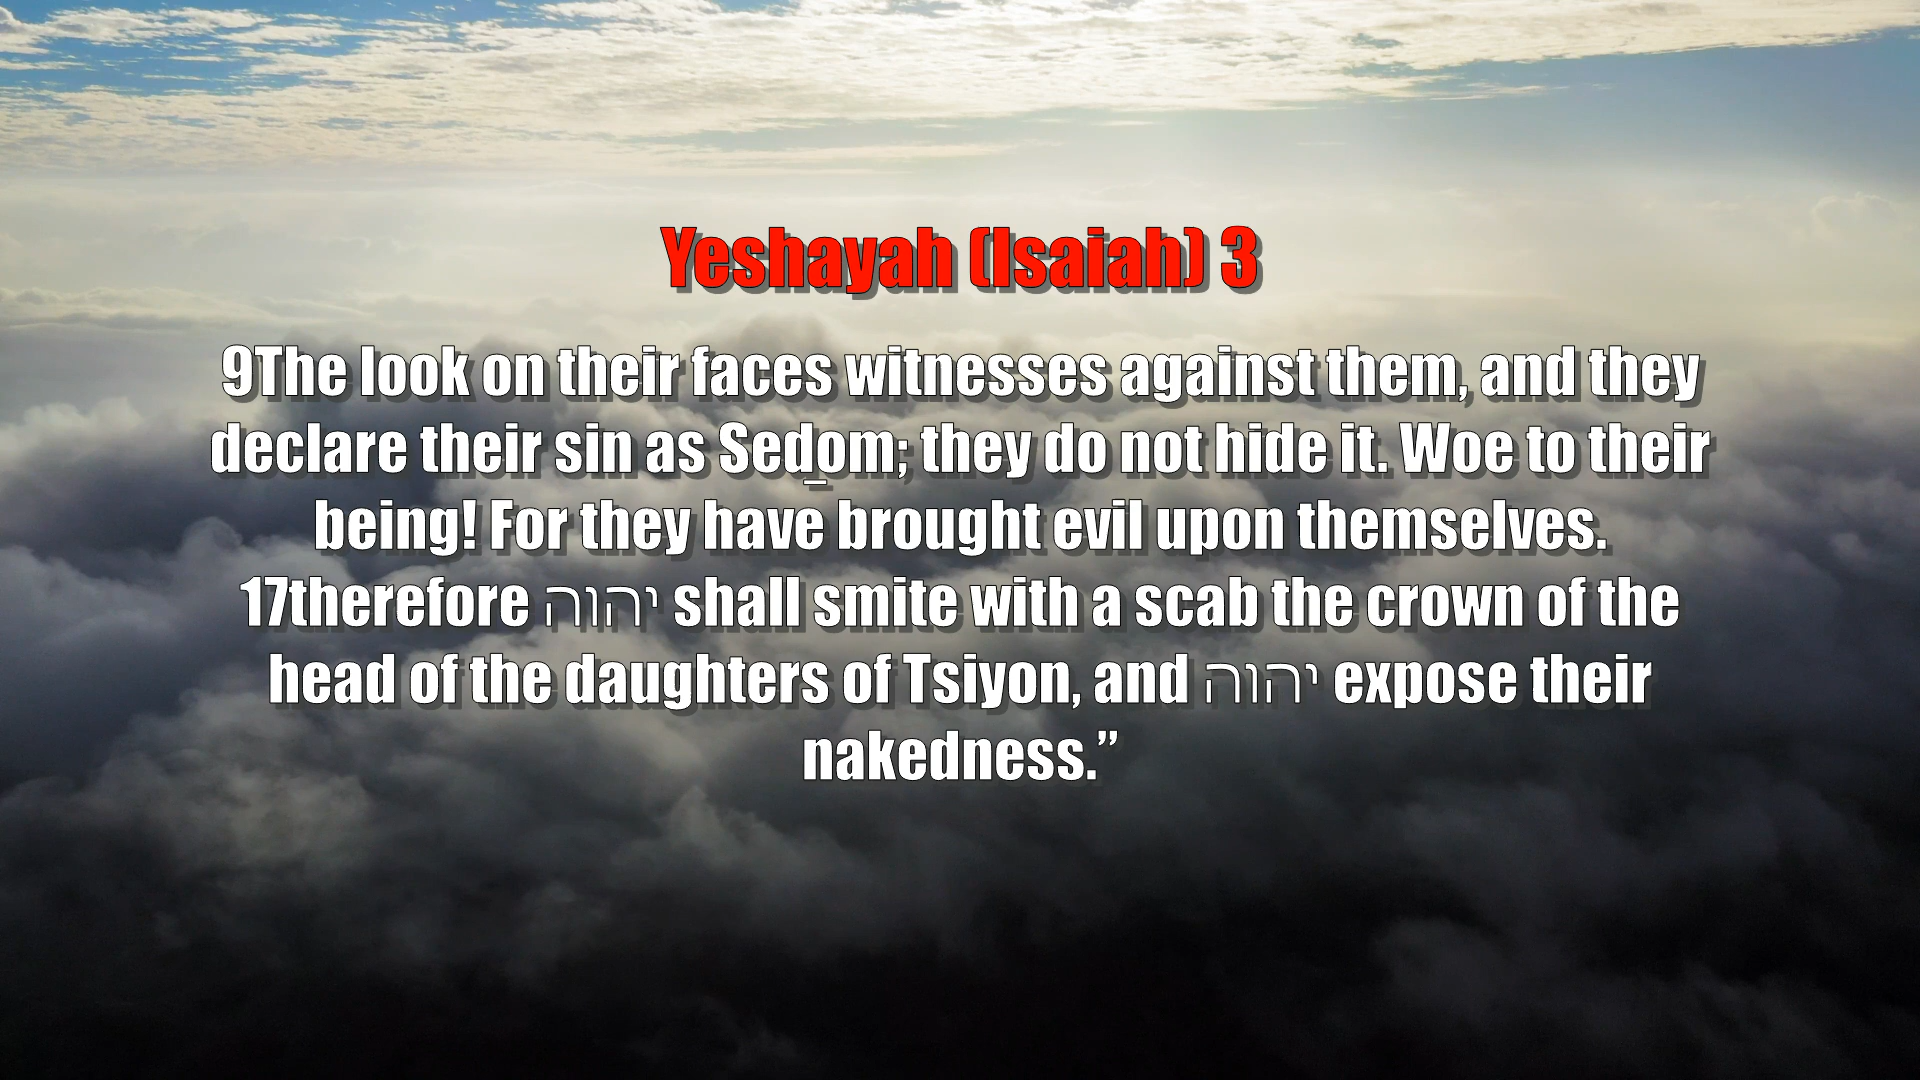 Yeshayah (Isaiah) 3
9The look on their faces witnesses against them, and they
declare their sin as Seḏom; they do not hide it. Woe to their
being! For they have brought evil upon themselves.
17therefore יהוה shall smite with a scab the crown of the
head of the daughters of Tsiyon, and יהוה expose their
nakedness.”